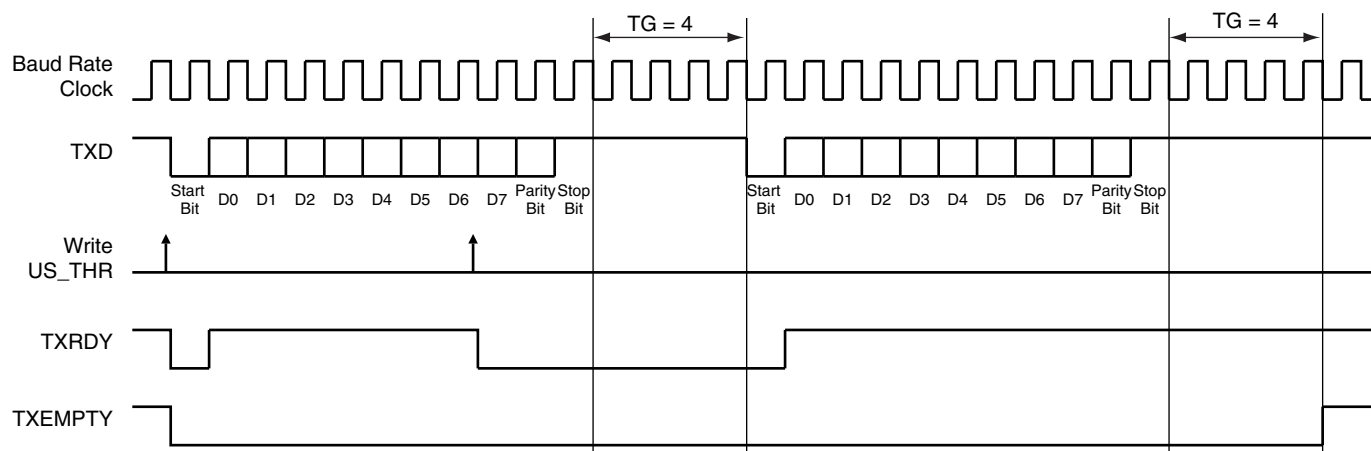 TG = 4
TG = 4
Baud Rate
Clock
TXD
Start
Bit
D0
D1
D2
D3
D4
D5
D6
D7
Parity
Bit
Stop
Bit
Start
Bit
D0
D1
D2
D3
D4
D5
D6
D7
Parity
Bit
Stop
Bit
Write
US_THR
TXRDY
TXEMPTY